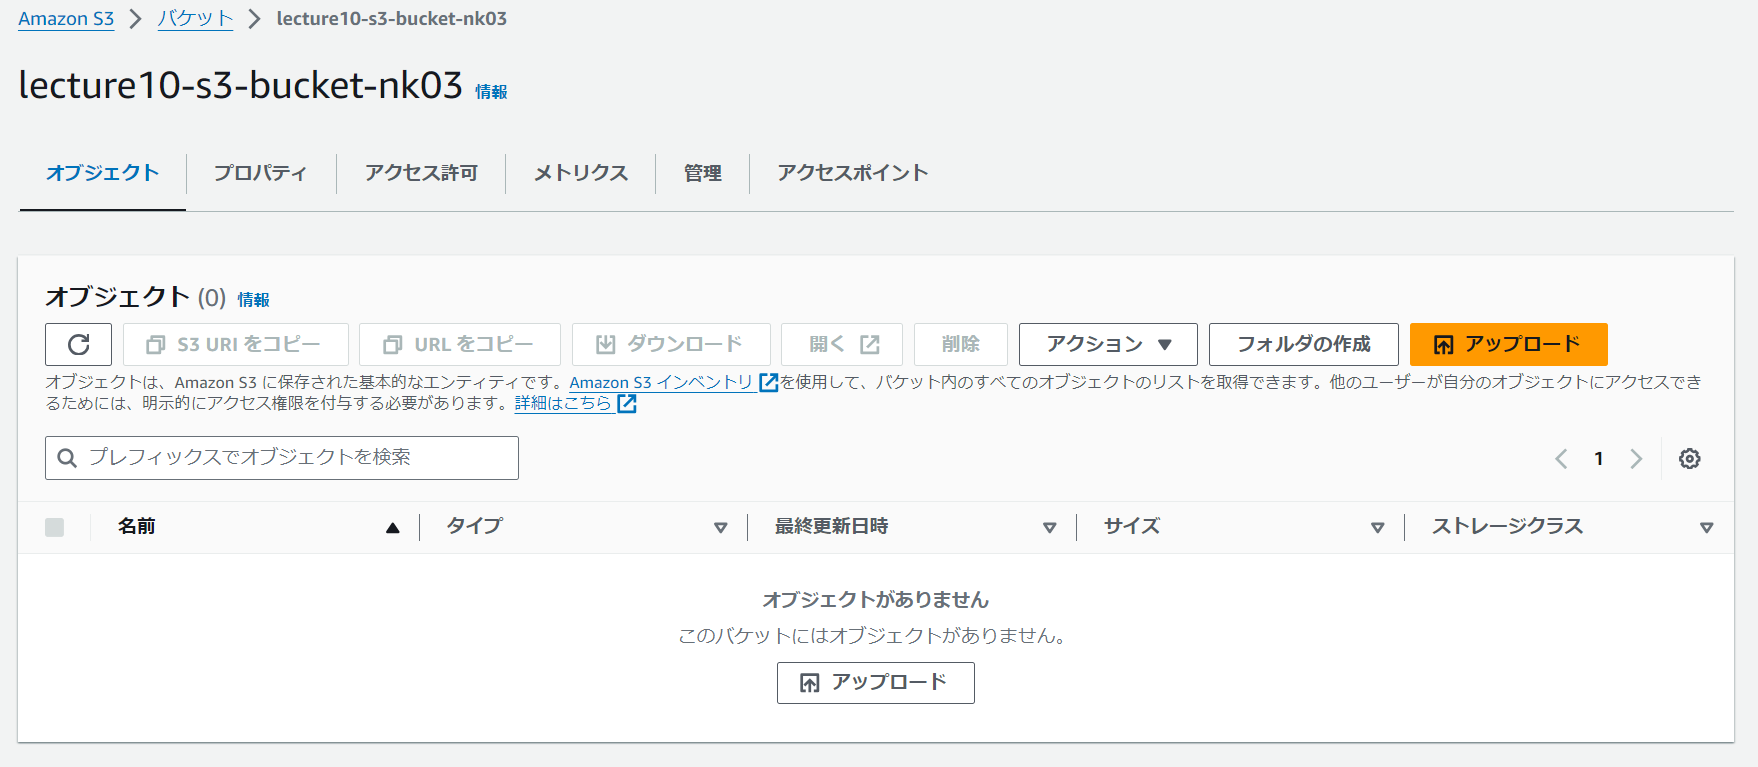 Amazon S3 > バケット > lecture10-s3-bucket-nk03
lecture10-s3-bucket-nk03 情報
オブジェクト プロパティ アクセス許可 メトリクス 管理 アクセスポイント
オブジェクト (0) 情報
S3 URI をコピー URL をコピー ダウンロード 開く 削除 アクション フォルダの作成 アップロード
オブジェクトは、Amazon S3 に保存された基本的なエンティティです。Amazon S3 インベントリ を使用して、バケット内のすべてのオブジェクトのリストを取得できます。他のユーザーが自分のオブジェクトにアクセスでき
るためには、明示的にアクセス権限を付与する必要があります。詳細はこちら
プレフィックスでオブジェクトを検索 1
名前 タイプ 最終更新日時 サイズ ストレージクラス
オブジェクトがありません
このバケットにはオブジェクトがありません。
アップロード